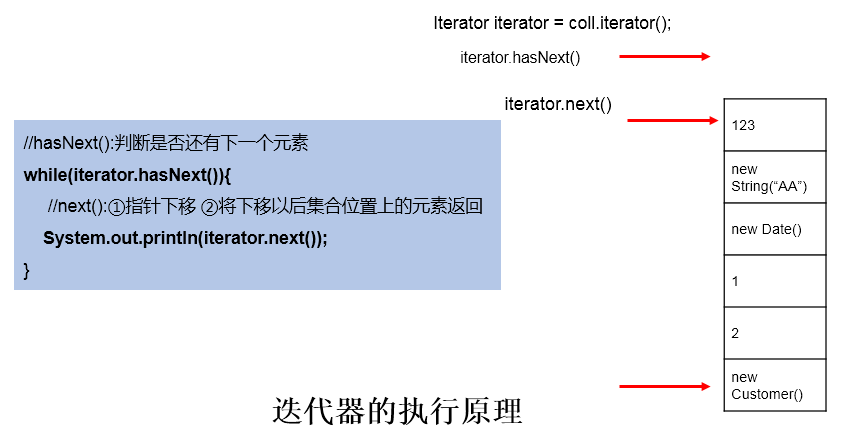 Iterator iterator = coll.iterator();
iterator.hasNext()
iterator.next()
//hasNext():判断是否还有下一个元素
while(iterator.hasNext()){
//next():①指针下移 ②将下移以后集合位置上的元素返回
System.out.println(iterator.next());
}
123
new
String(“AA”)
new Date()
1
2
new
Customer()
迭代器的执行原理